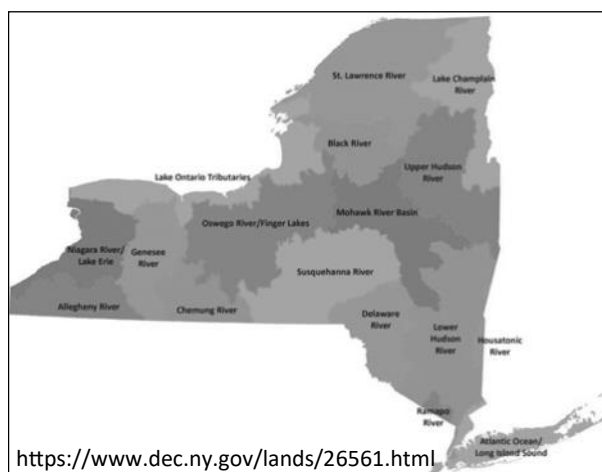 St. Lawrence River
Lake Champlain
River
Black River
Upper Hudson
River
Lake Ontario Tributaries
Mohawk River Basin
Oswego River/Finger Lakes
Niagara River/
Lake Erie
Genesee
River
Susquehanna River
Allegheny River
Chemung River
Delaware
River
Lower
Hudson
River
Housatonic
River
Ramapo
River
Atlantic Ocean/
Long Island Sound
https://www.dec.ny.gov/lands/26561.html